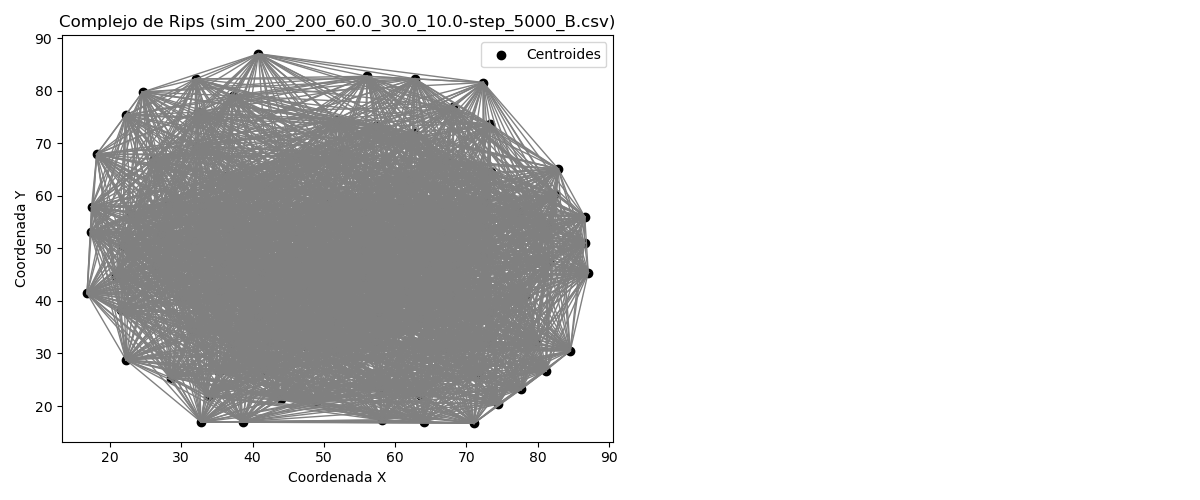 Complejo de Rips (sim_200_200_60.0_30.0_10.0-step_5000_B.csv)
Centroides
90
80
70
60
50
40
30
20
Coordenada Y
20 30 40 50 60 70 80 90
Coordenada X